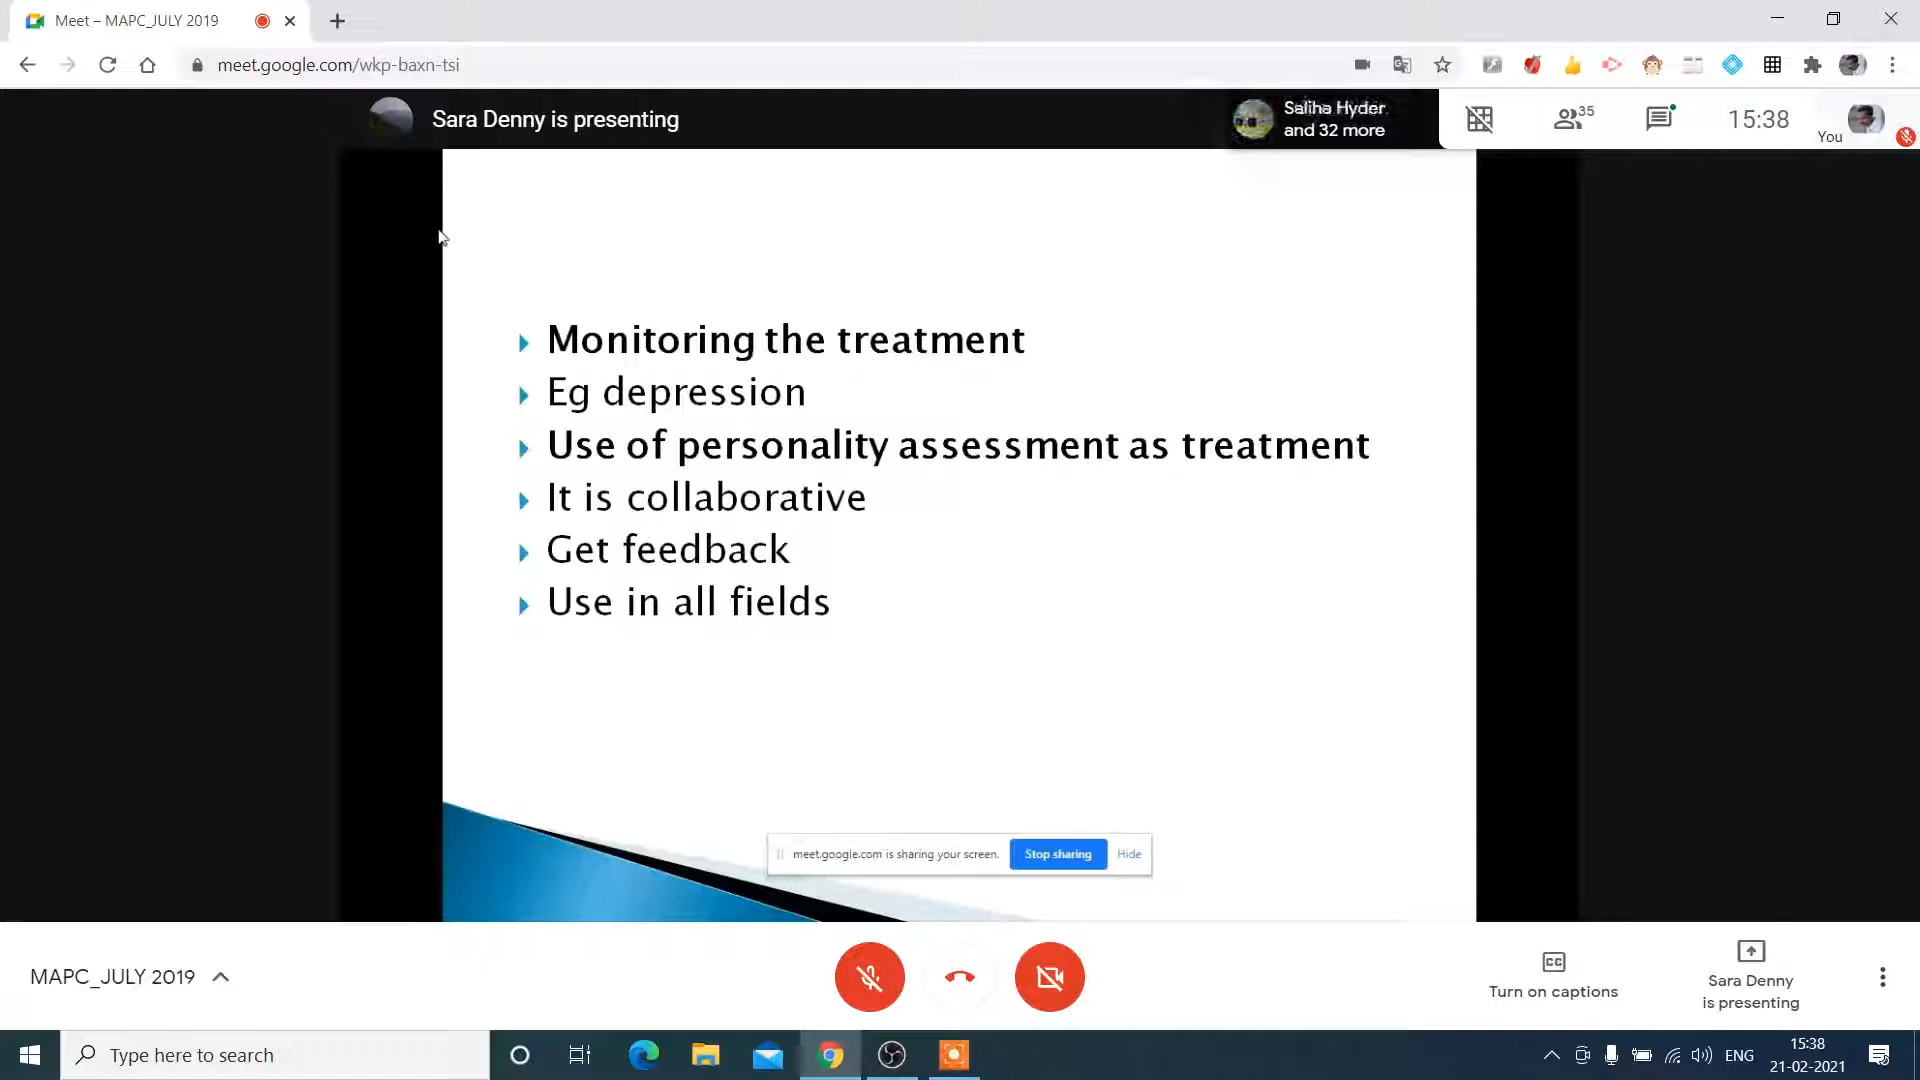 Meet – MAPC_JULY 2019
meet.google.com/wkp-baxn-tsi
Sara Denny is presenting
Saliha Hyder
and 32 more
35
15:38
You
Monitoring the treatment
Eg depression
Use of personality assessment as treatment
It is collaborative
Get feedback
Use in all fields
meet.google.com is sharing your screen.
Stop sharing
Hide
MAPC_JULY 2019
Turn on captions
Sara Denny
is presenting
Type here to search
ENG
15:38
21-02-2021